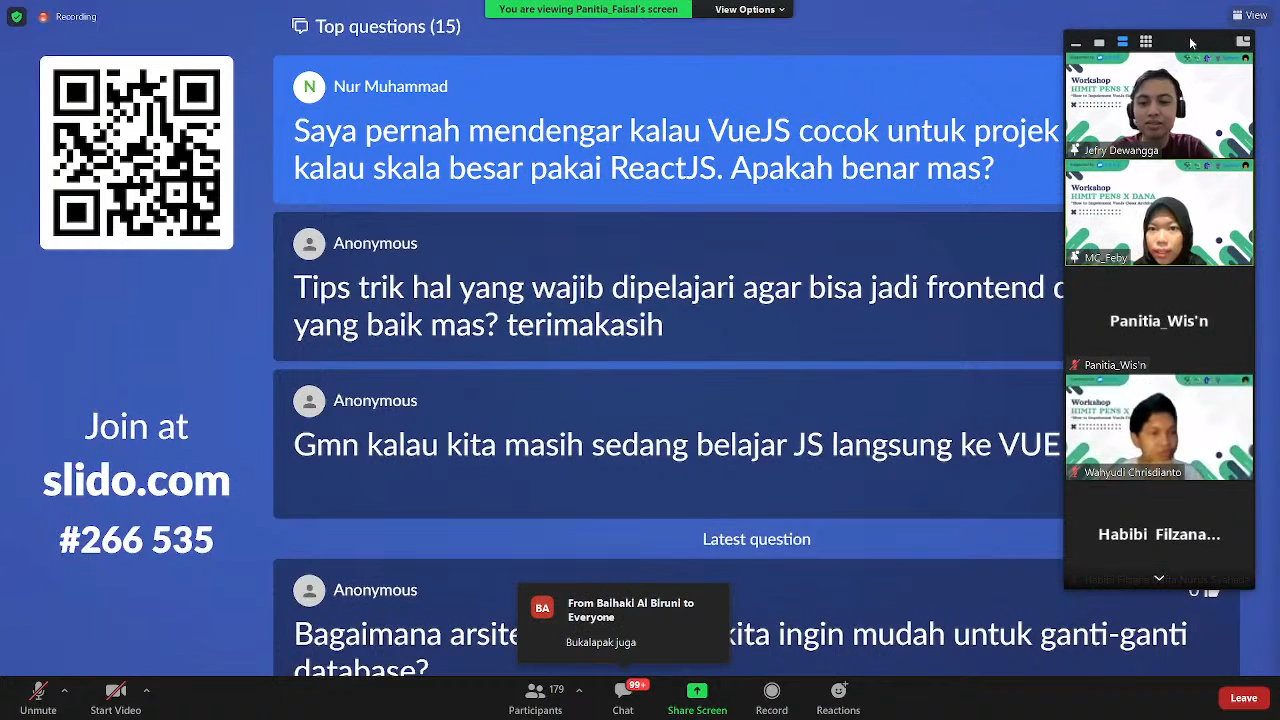 Recording
You are viewing Panitia_Faisal's screen
View Options
View
Top questions (15)
N
Nur Muhammad
Saya pernah mendengar kalau VueJS cocok untuk projek
kalau skala besar pakai ReactJS. Apakah benar mas?
Anonymous
Tips trik hal yang wajib dipelajari agar bisa jadi frontend
yang baik mas? terimakasih
Anonymous
Gmn kalau kita masih sedang belajar JS langsung ke VUE
Latest question
Anonymous
Bagaimana
kita ingin mudah untuk ganti-ganti
database?
Join at
slido.com
#266 535
BA
From Baihaki Al Biruni to
Everyone
Bukalapak juga
Workshop
HIMIT PENS X
Jefry Dewangga
Workshop
HIMIT PENS X DANA
MC_Feby
Panitia_Wis'n
Panitia_Wis'n
Workshop
HIMIT PENS X
Wahyudi Chrisdianto
Habibi Filzana...
Unmute
Start Video
179
Participants
99+
Chat
Share Screen
Record
Reactions
Leave